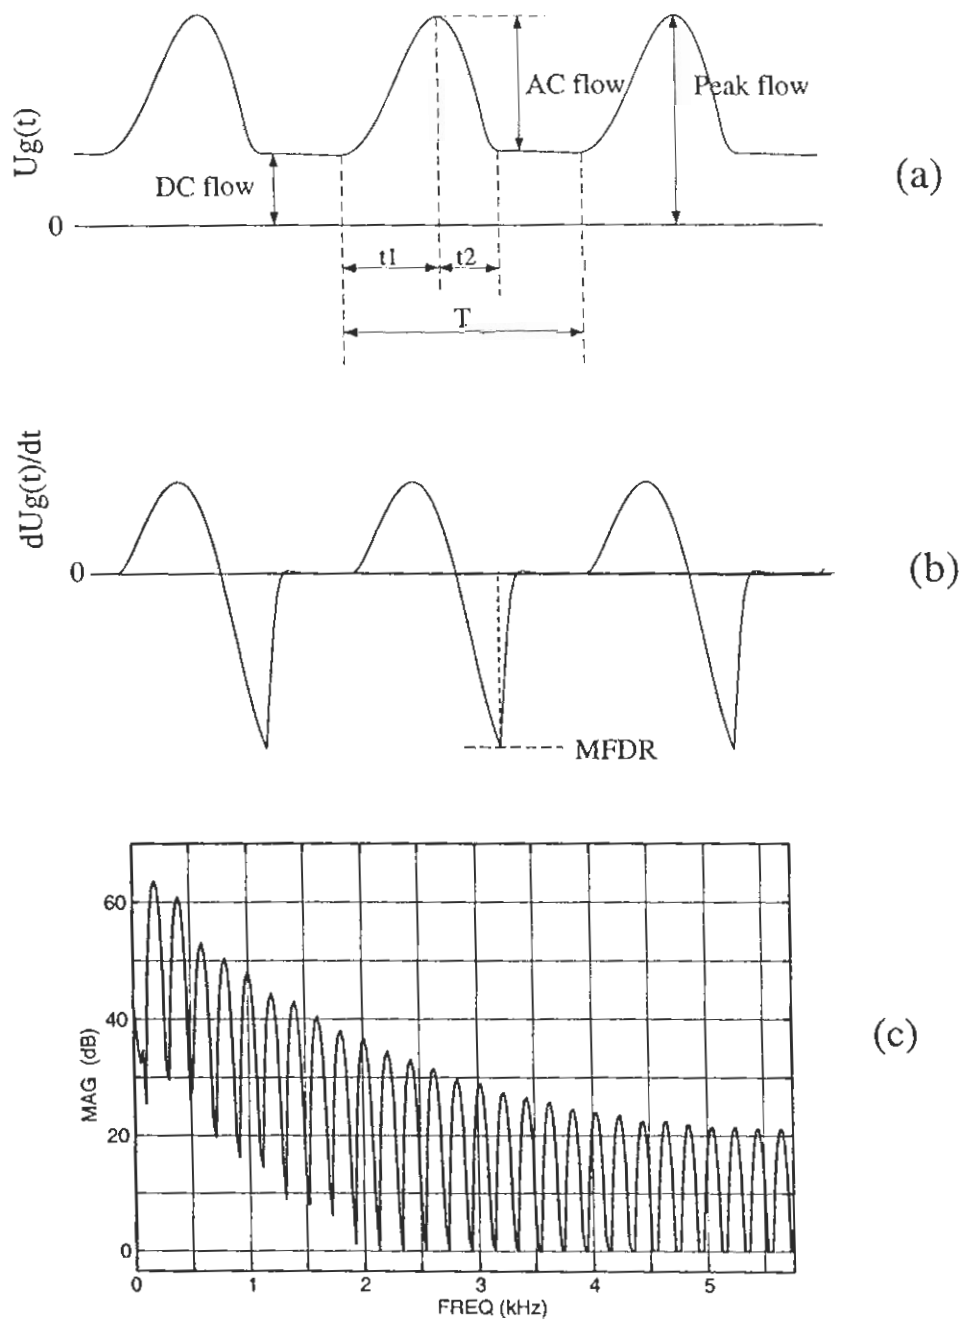 Ug(t)
AC flow
Peak flow
DC flow
(a)
0
t1
t2
T
dUg(t)/dt
0
(b)
MFDR
60
40
20
0
MAG (dB)
(c)
0 1 2 3 4 5
FREQ (kHz)